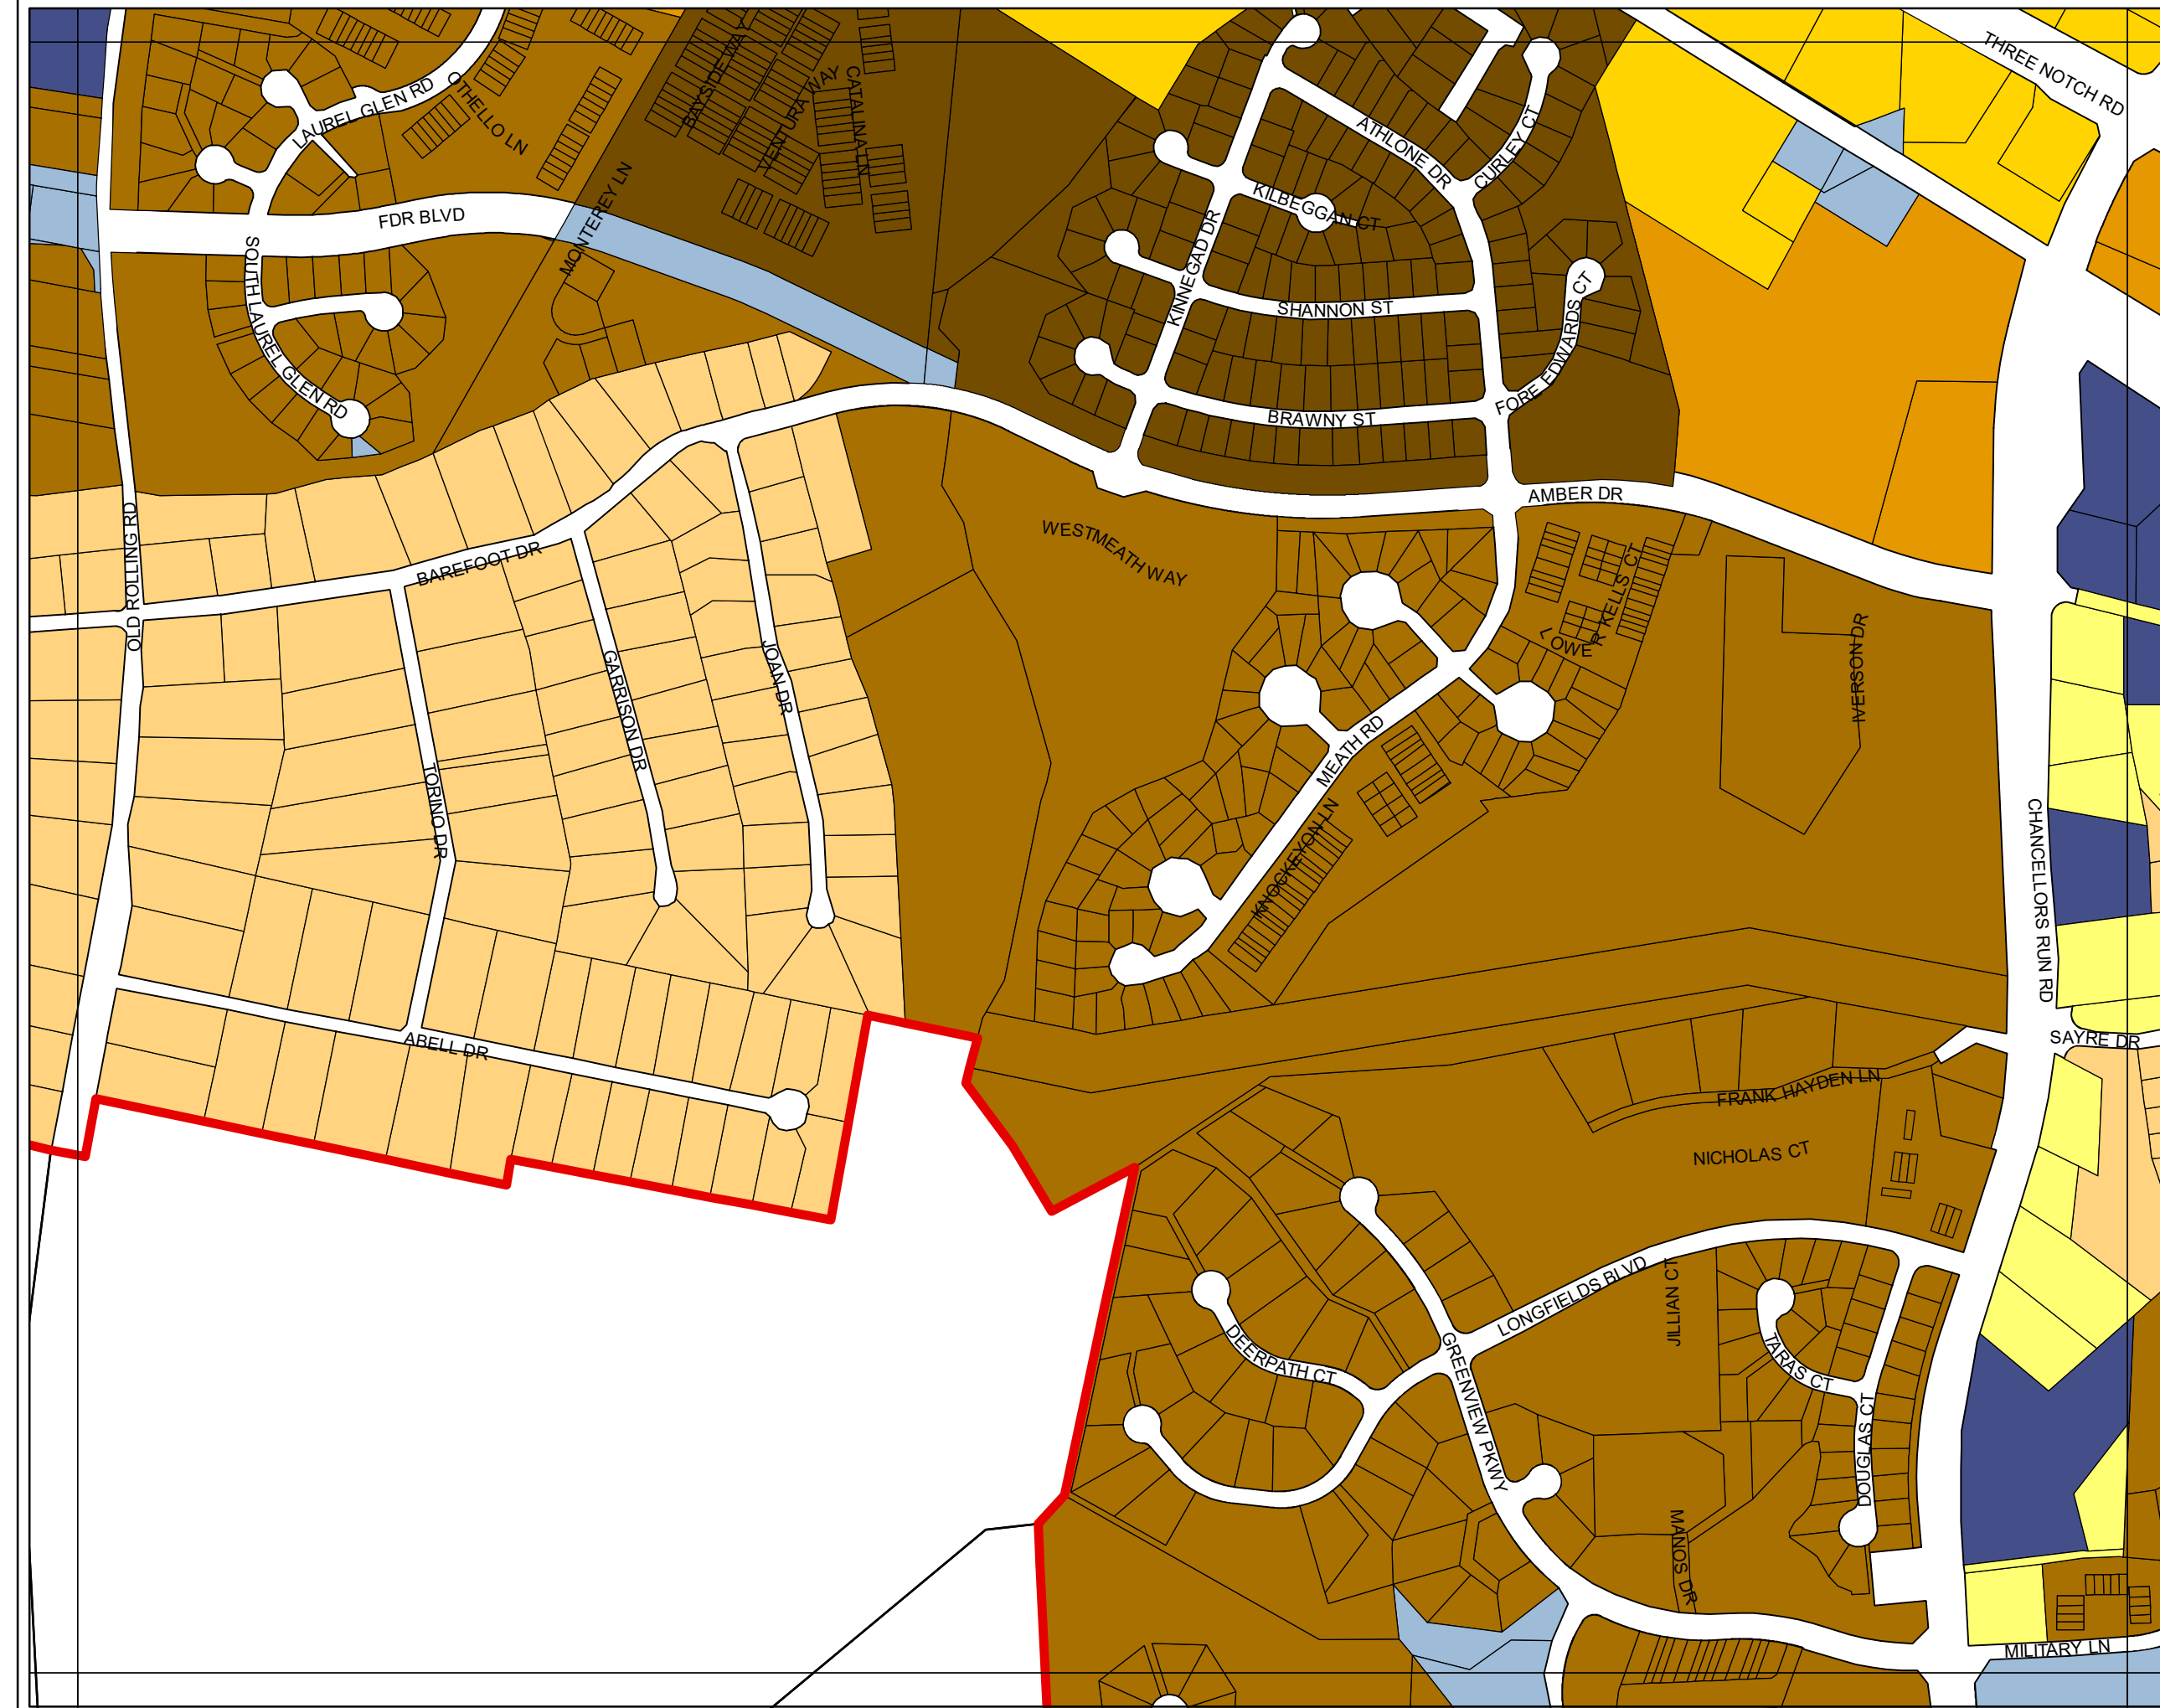 THREE NOTCH RD
BAYSIDE WAY
VENTURA WAY
CATALINA LN
LAUREL GLEN RD
OTHELLO LN
ATHLONE DR
CURLEY CT
MONTEREY LN
FDR BLVD
KILBEGGAN CT
KINNEGAD DR
SOUTH LAUREL GLEN RD
SHANNON ST
FORE EDWARDS CT
BRAWNY ST
AMBER DR
OLD ROLLING RD
BAREFOOT DR
WESTMEATH WAY
LOWER KELLS CT
IVERSON DR
GARRISON DR
JOAN DR
TORINO DR
MEATH RD
KNOCKEYON LN
CHANCELLORS RUN RD
ABELL DR
SAYRE DR
FRANK HAYDEN LN
NICHOLAS CT
LONGFIELDS BLVD
JILLIAN CT
DEERPATH CT
GREENVIEW PKWY
TARAS CT
DOUGLAS CT
MANOS DR
MILITARY LN